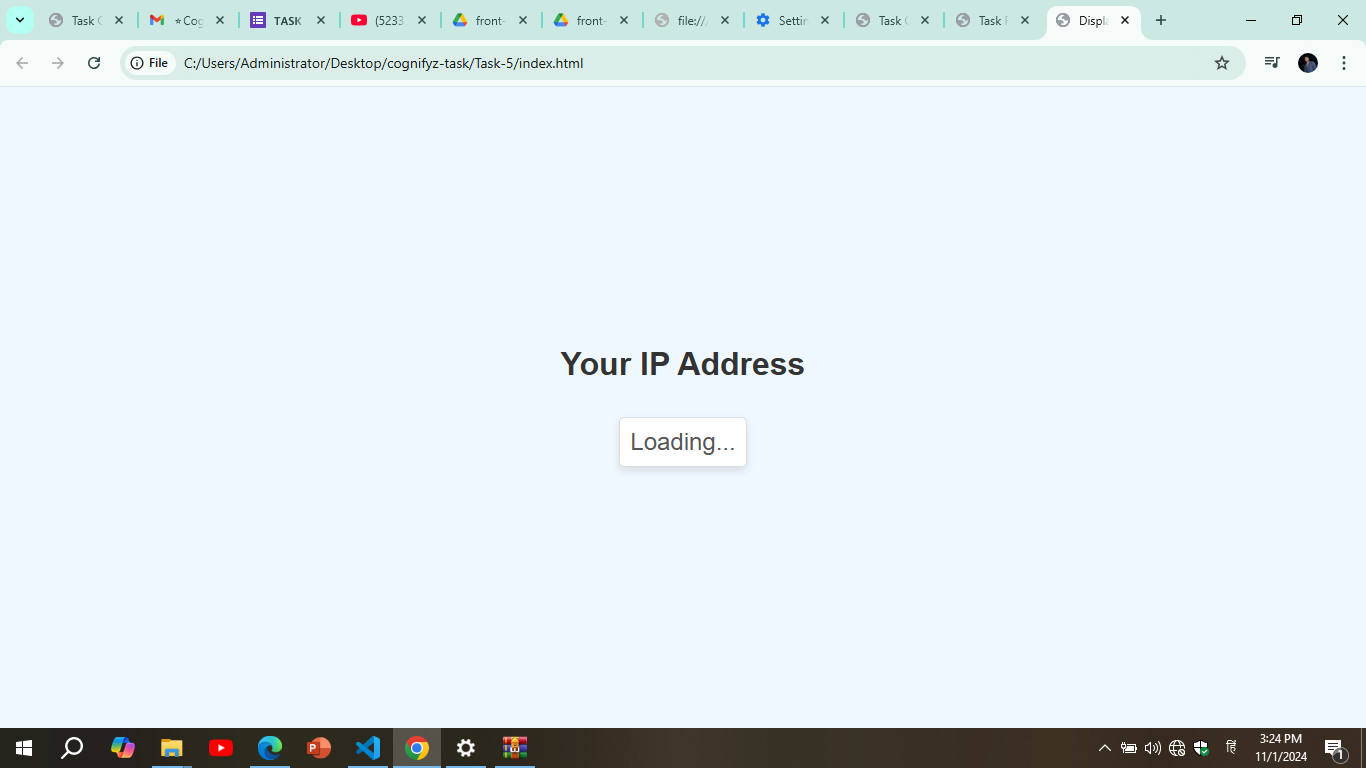 Task C
⭐Cog
TASK
(5233
front-
front-
file:///
Settin
Task C
Task F
Displa
File
C:/Users/Administrator/Desktop/cognifyz-task/Task-5/index.html
Your IP Address
Loading...
हिं
3:24 PM
11/1/2024
1